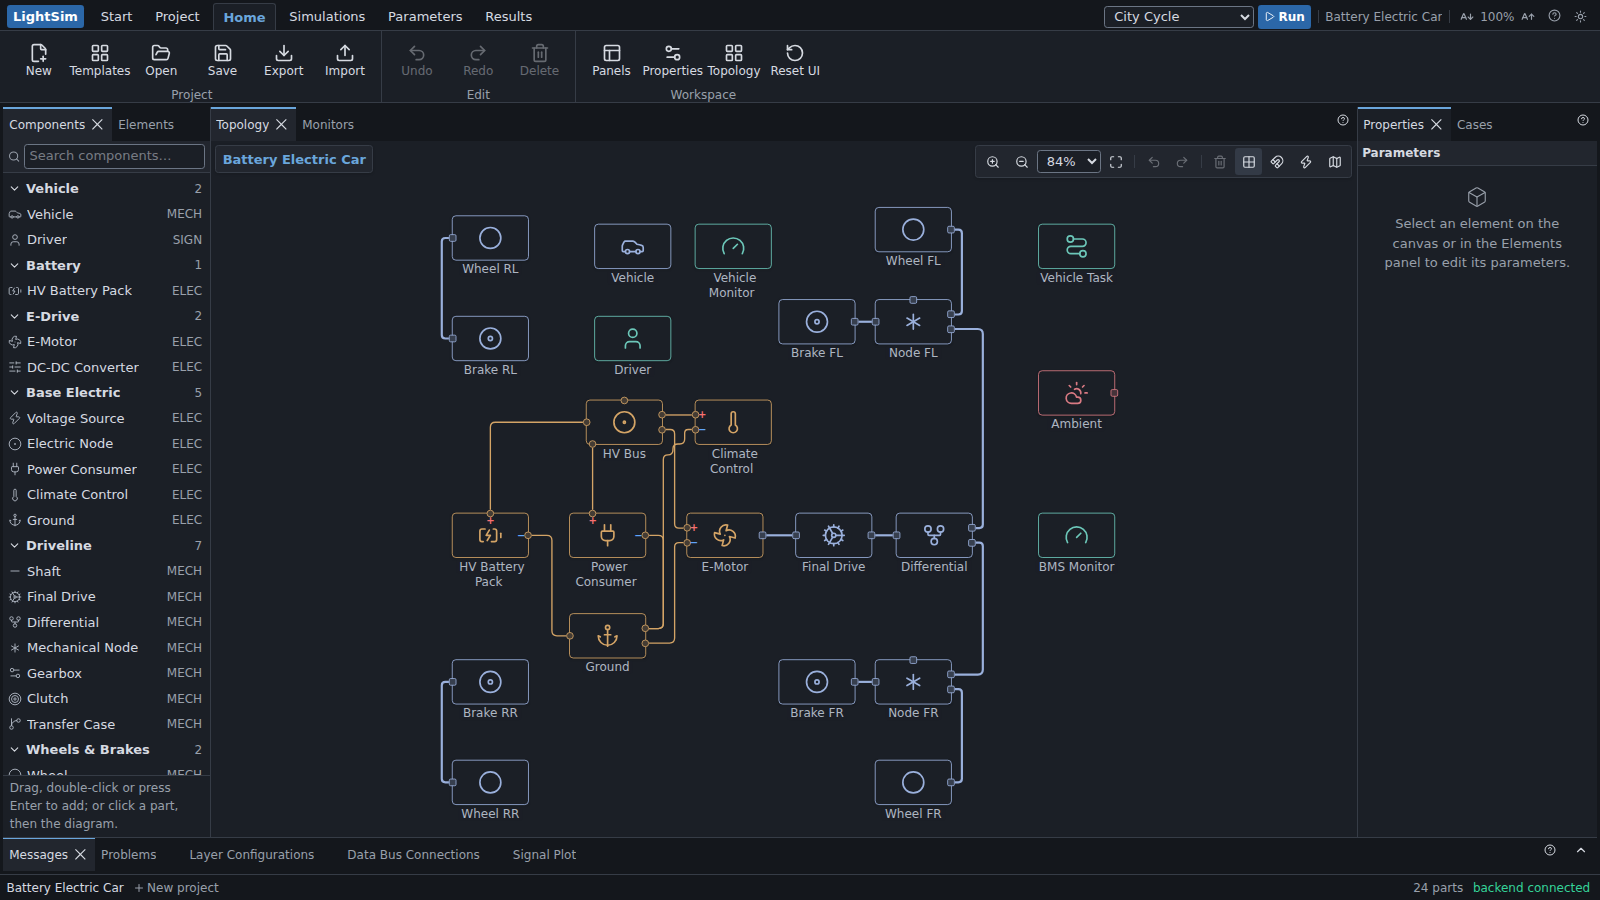 LightSim Start Project Home Simulations Parameters Results City Cycle Run Battery Electric Car A 100% A
New Templates Open Save Export Import Undo Redo Delete Panels Properties Topology Reset UI
Project Edit Workspace
Components Elements Topology Monitors Properties Cases
Search components...
Battery Electric Car
84%
Parameters
Select an element on the
canvas or in the Elements
panel to edit its parameters.
Vehicle 2
Vehicle MECH
Driver SIGN
Battery 1
HV Battery Pack ELEC
E-Drive 2
E-Motor ELEC
DC-DC Converter ELEC
Base Electric 5
Voltage Source ELEC
Electric Node ELEC
Power Consumer ELEC
Climate Control ELEC
Ground ELEC
Driveline 7
Shaft MECH
Final Drive MECH
Differential MECH
Mechanical Node MECH
Gearbox MECH
Clutch MECH
Transfer Case MECH
Wheels & Brakes 2
Wheel MECH
Drag, double-click or press
Enter to add; or click a part,
then the diagram.
Wheel RL
Vehicle
Vehicle
Monitor
Wheel FL
Vehicle Task
Brake RL
Driver
Brake FL
Node FL
Ambient
HV Bus
+
−
Climate
Control
+
−
HV Battery
Pack
+
−
Power
Consumer
+
−
E-Motor
Final Drive
Differential
BMS Monitor
Ground
Brake RR
Brake FR
Node FR
Wheel RR
Wheel FR
Messages Problems Layer Configurations Data Bus Connections Signal Plot
Battery Electric Car + New project 24 parts backend connected